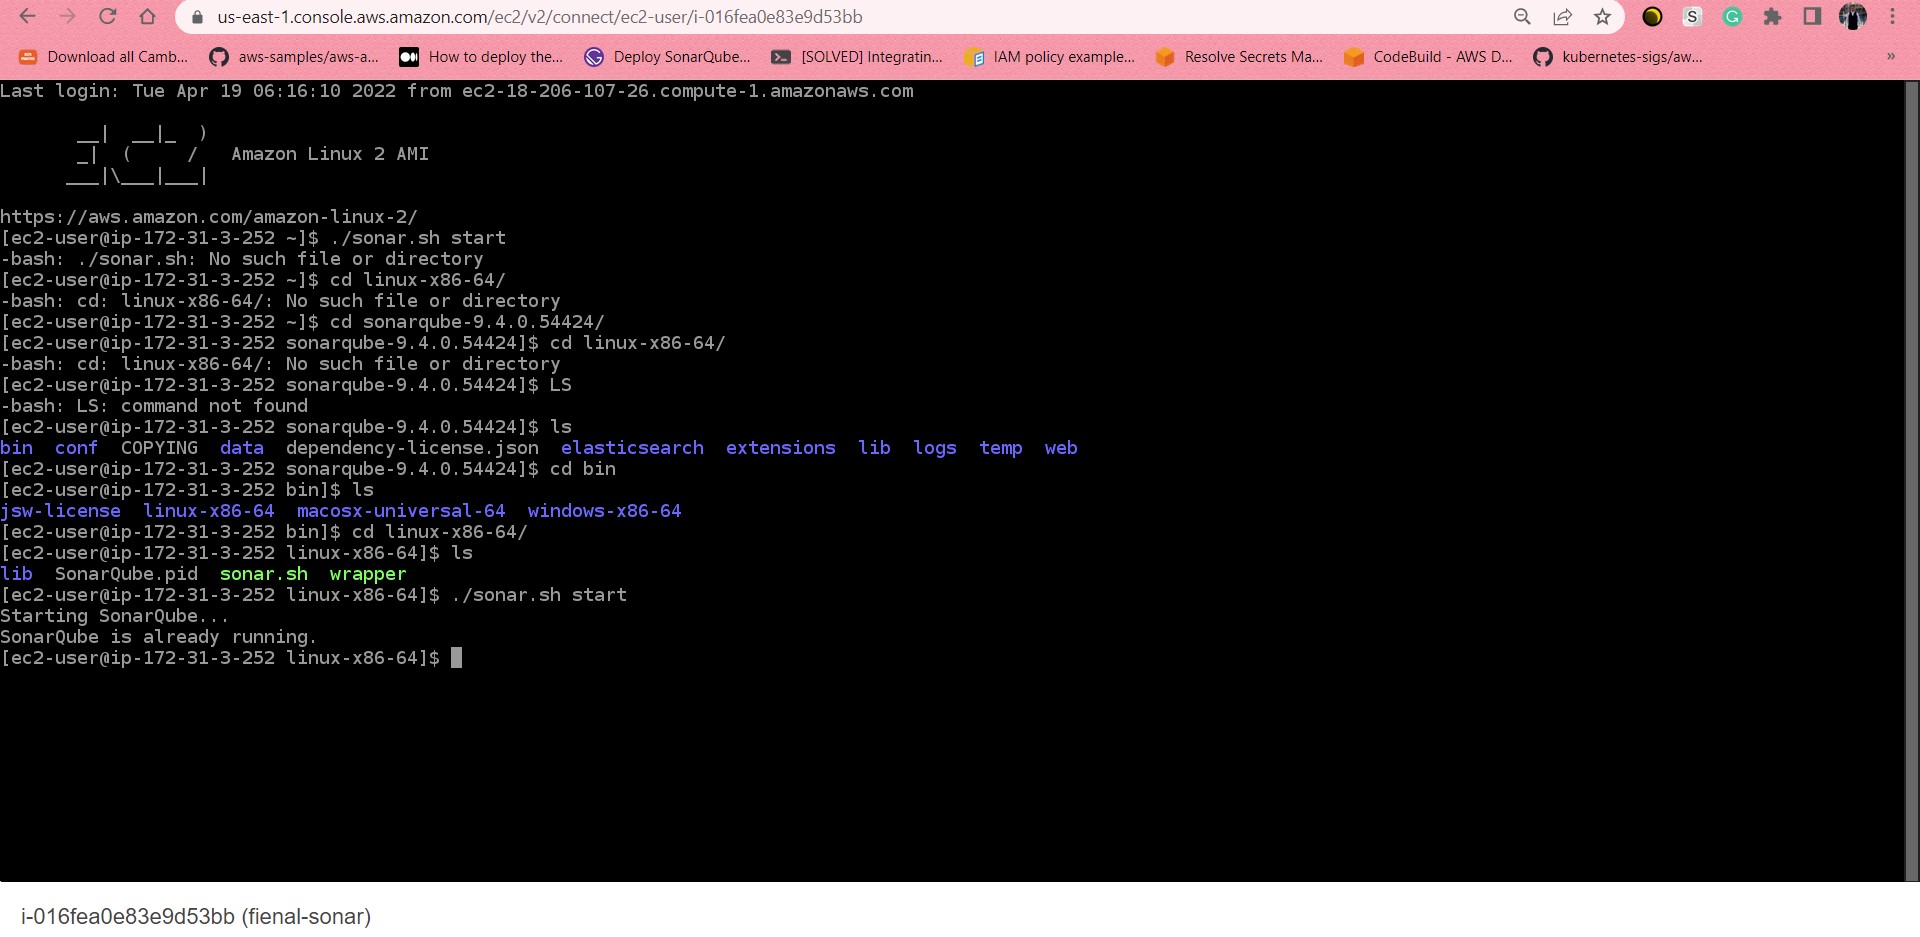 us-east-1.console.aws.amazon.com/ec2/v2/connect/ec2-user/i-016fea0e83e9d53bb
Download all Camb... aws-samples/aws-a... How to deploy the... Deploy SonarQube... [SOLVED] Integratin... IAM policy example... Resolve Secrets Ma... CodeBuild - AWS D... kubernetes-sigs/aw... »
Last login: Tue Apr 19 06:16:10 2022 from ec2-18-206-107-26.compute-1.amazonaws.com
       __|  __|_  )
       _|  (     /   Amazon Linux 2 AMI
      ___|\___|___|
https://aws.amazon.com/amazon-linux-2/
[ec2-user@ip-172-31-3-252 ~]$ ./sonar.sh start
-bash: ./sonar.sh: No such file or directory
[ec2-user@ip-172-31-3-252 ~]$ cd linux-x86-64/
-bash: cd: linux-x86-64/: No such file or directory
[ec2-user@ip-172-31-3-252 ~]$ cd sonarqube-9.4.0.54424/
[ec2-user@ip-172-31-3-252 sonarqube-9.4.0.54424]$ cd linux-x86-64/
-bash: cd: linux-x86-64/: No such file or directory
[ec2-user@ip-172-31-3-252 sonarqube-9.4.0.54424]$ LS
-bash: LS: command not found
[ec2-user@ip-172-31-3-252 sonarqube-9.4.0.54424]$ ls
bin  conf  COPYING  data  dependency-license.json  elasticsearch  extensions  lib  logs  temp  web
[ec2-user@ip-172-31-3-252 sonarqube-9.4.0.54424]$ cd bin
[ec2-user@ip-172-31-3-252 bin]$ ls
jsw-license  linux-x86-64  macosx-universal-64  windows-x86-64
[ec2-user@ip-172-31-3-252 bin]$ cd linux-x86-64/
[ec2-user@ip-172-31-3-252 linux-x86-64]$ ls
lib  SonarQube.pid  sonar.sh  wrapper
[ec2-user@ip-172-31-3-252 linux-x86-64]$ ./sonar.sh start
Starting SonarQube...
SonarQube is already running.
[ec2-user@ip-172-31-3-252 linux-x86-64]$
i-016fea0e83e9d53bb (fienal-sonar)